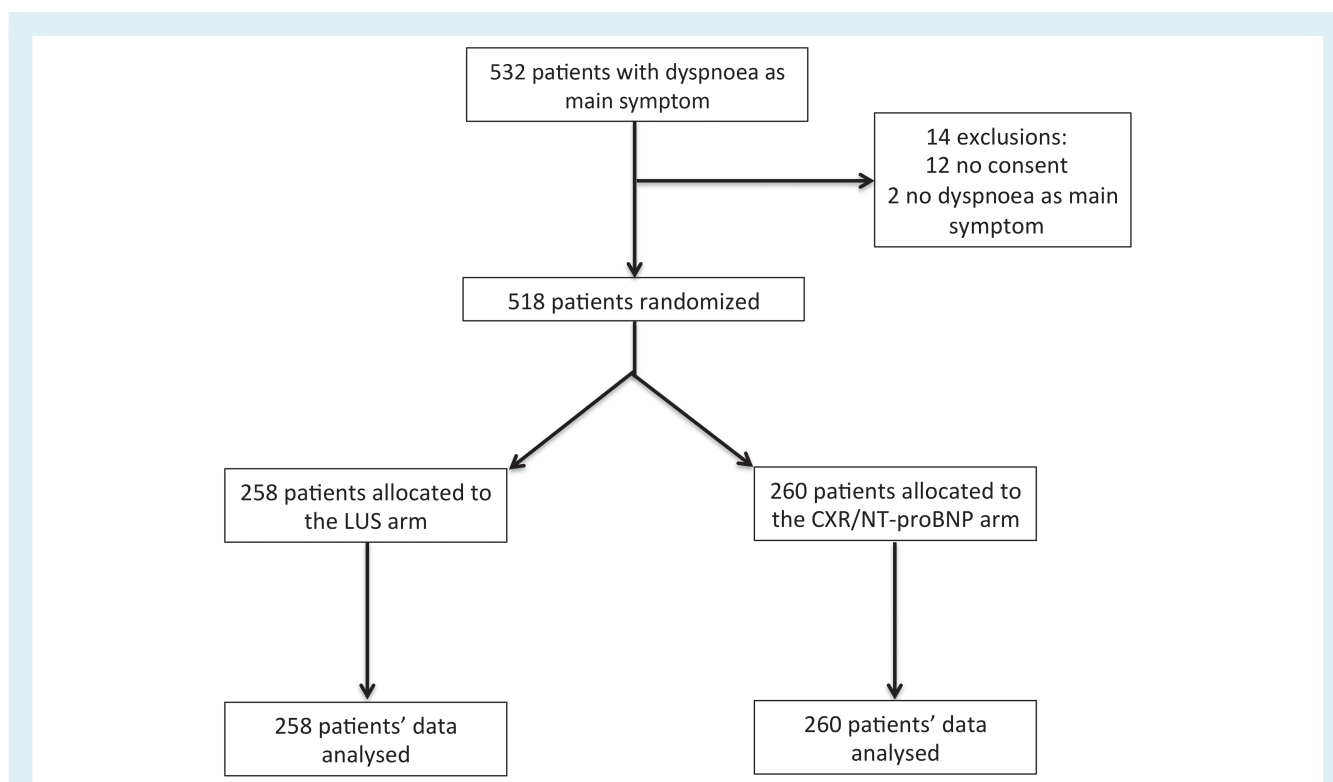 532 patients with dyspnoea as
main symptom
14 exclusions:
12 no consent
2 no dyspnoea as main
symptom
518 patients randomized
258 patients allocated to
the LUS arm
260 patients allocated to
the CXR/NT-proBNP arm
258 patients’ data
analysed
260 patients’ data
analysed